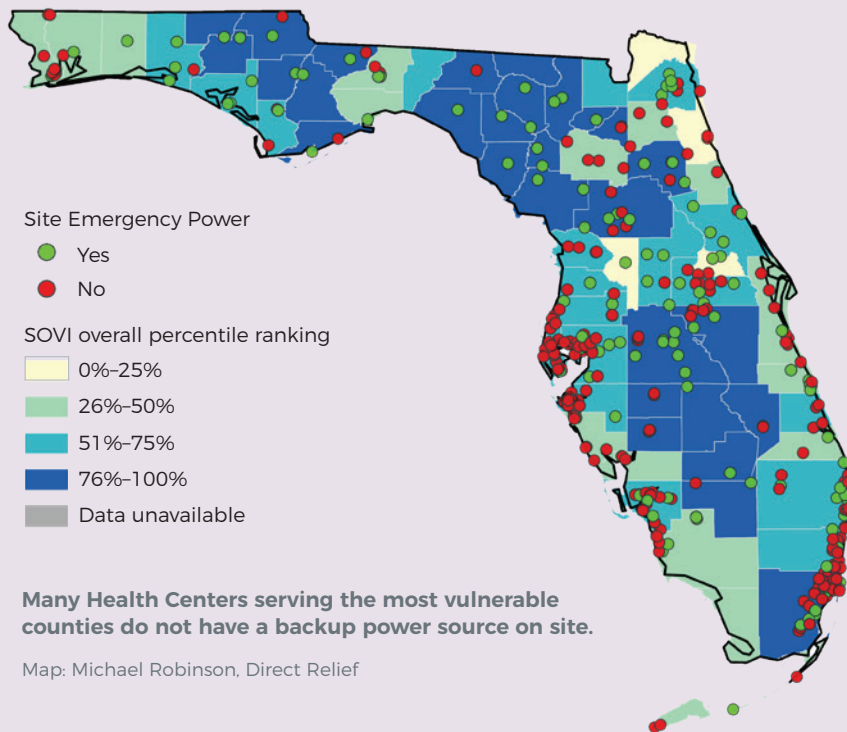 Site Emergency Power
Yes
No
SOVI overall percentile ranking
0%–25%
26%–50%
51%–75%
76%–100%
Data unavailable
Many Health Centers serving the most vulnerable
counties do not have a backup power source on site.
Map: Michael Robinson, Direct Relief